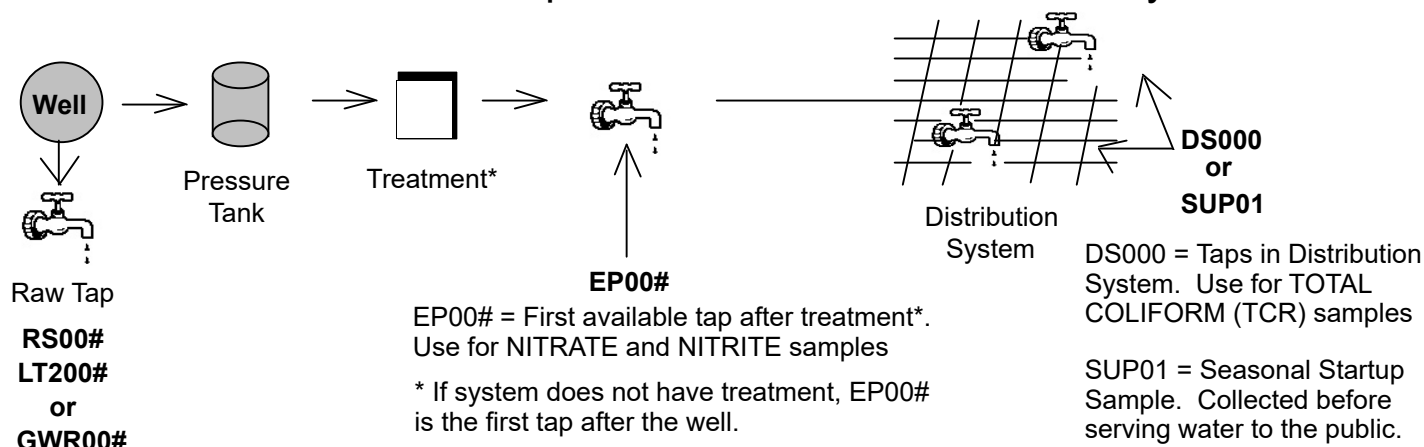 Well
Pressure
Tank
Treatment*
Raw Tap
RS00#
LT200#
or
GWR00#
EP00#
EP00# = First available tap after treatment*.
Use for NITRATE and NITRITE samples
* If system does not have treatment, EP00#
is the first tap after the well.
Distribution
System
DS000
or
SUP01
DS000 = Taps in Distribution
System. Use for TOTAL
COLIFORM (TCR) samples
SUP01 = Seasonal Startup
Sample. Collected before
serving water to the public.